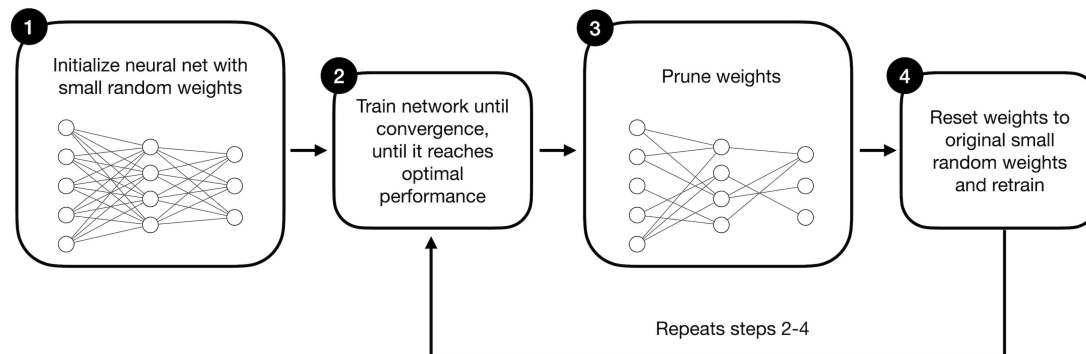 1
Initialize neural net with
small random weights
2
Train network until
convergence,
until it reaches
optimal
performance
3
Prune weights
4
Reset weights to
original small
random weights
and retrain
Repeats steps 2-4